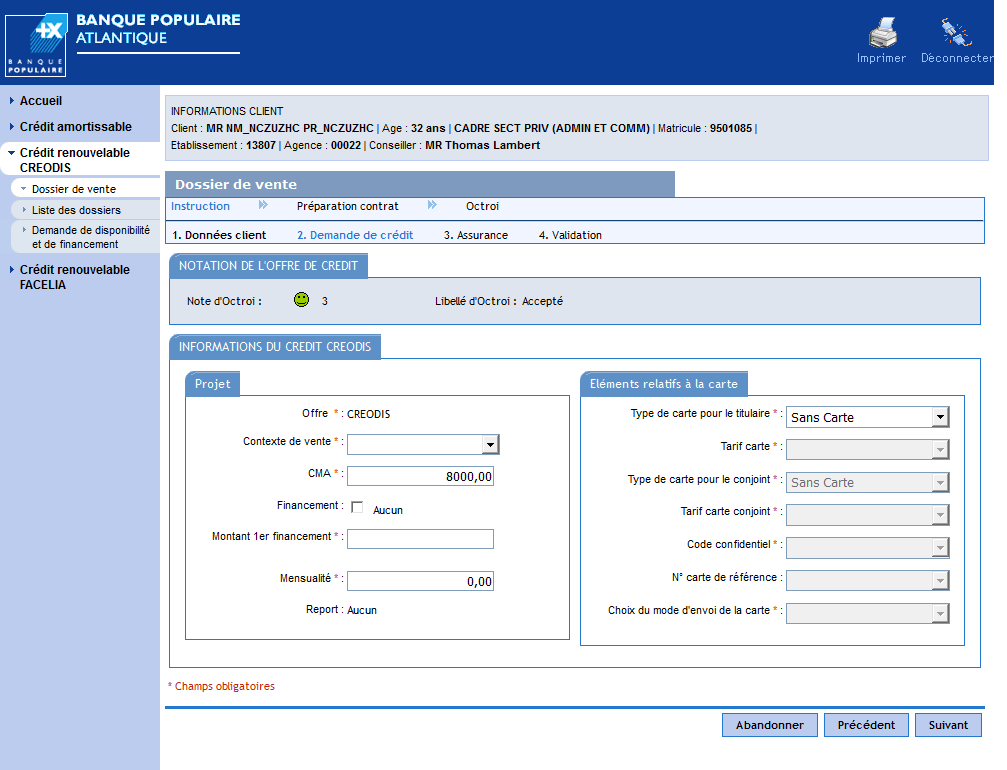 BANQUE POPULAIRE
ATLANTIQUE
BANQUE
POPULAIRE
Imprimer
Déconnecter
Accueil
Crédit amortissable
Crédit renouvelable
CREODIS
Dossier de vente
Liste des dossiers
Demande de disponibilité
et de financement
Crédit renouvelable
FACELIA
INFORMATIONS CLIENT
Client : MR NM_NCZUZHC PR_NCZUZHC | Age : 32 ans | CADRE SECT PRIV (ADMIN ET COMM) | Matricule : 9501085 |
Etablissement : 13807 | Agence : 00022 | Conseiller : MR Thomas Lambert
Dossier de vente
Instruction Préparation contrat Octroi
1. Données client 2. Demande de crédit 3. Assurance 4. Validation
NOTATION DE L'OFFRE DE CREDIT
Note d'Octroi : 3 Libellé d'Octroi : Accepté
INFORMATIONS DU CREDIT CREODIS
Projet
Offre * : CREODIS
Contexte de vente * :
CMA * : 8000,00
Financement : Aucun
Montant 1er financement * :
Mensualité * : 0,00
Report : Aucun
Eléments relatifs à la carte
Type de carte pour le titulaire * : Sans Carte
Tarif carte * :
Type de carte pour le conjoint * : Sans Carte
Tarif carte conjoint * :
Code confidentiel * :
N° carte de référence :
Choix du mode d'envoi de la carte * :
* Champs obligatoires
Abandonner Précédent Suivant